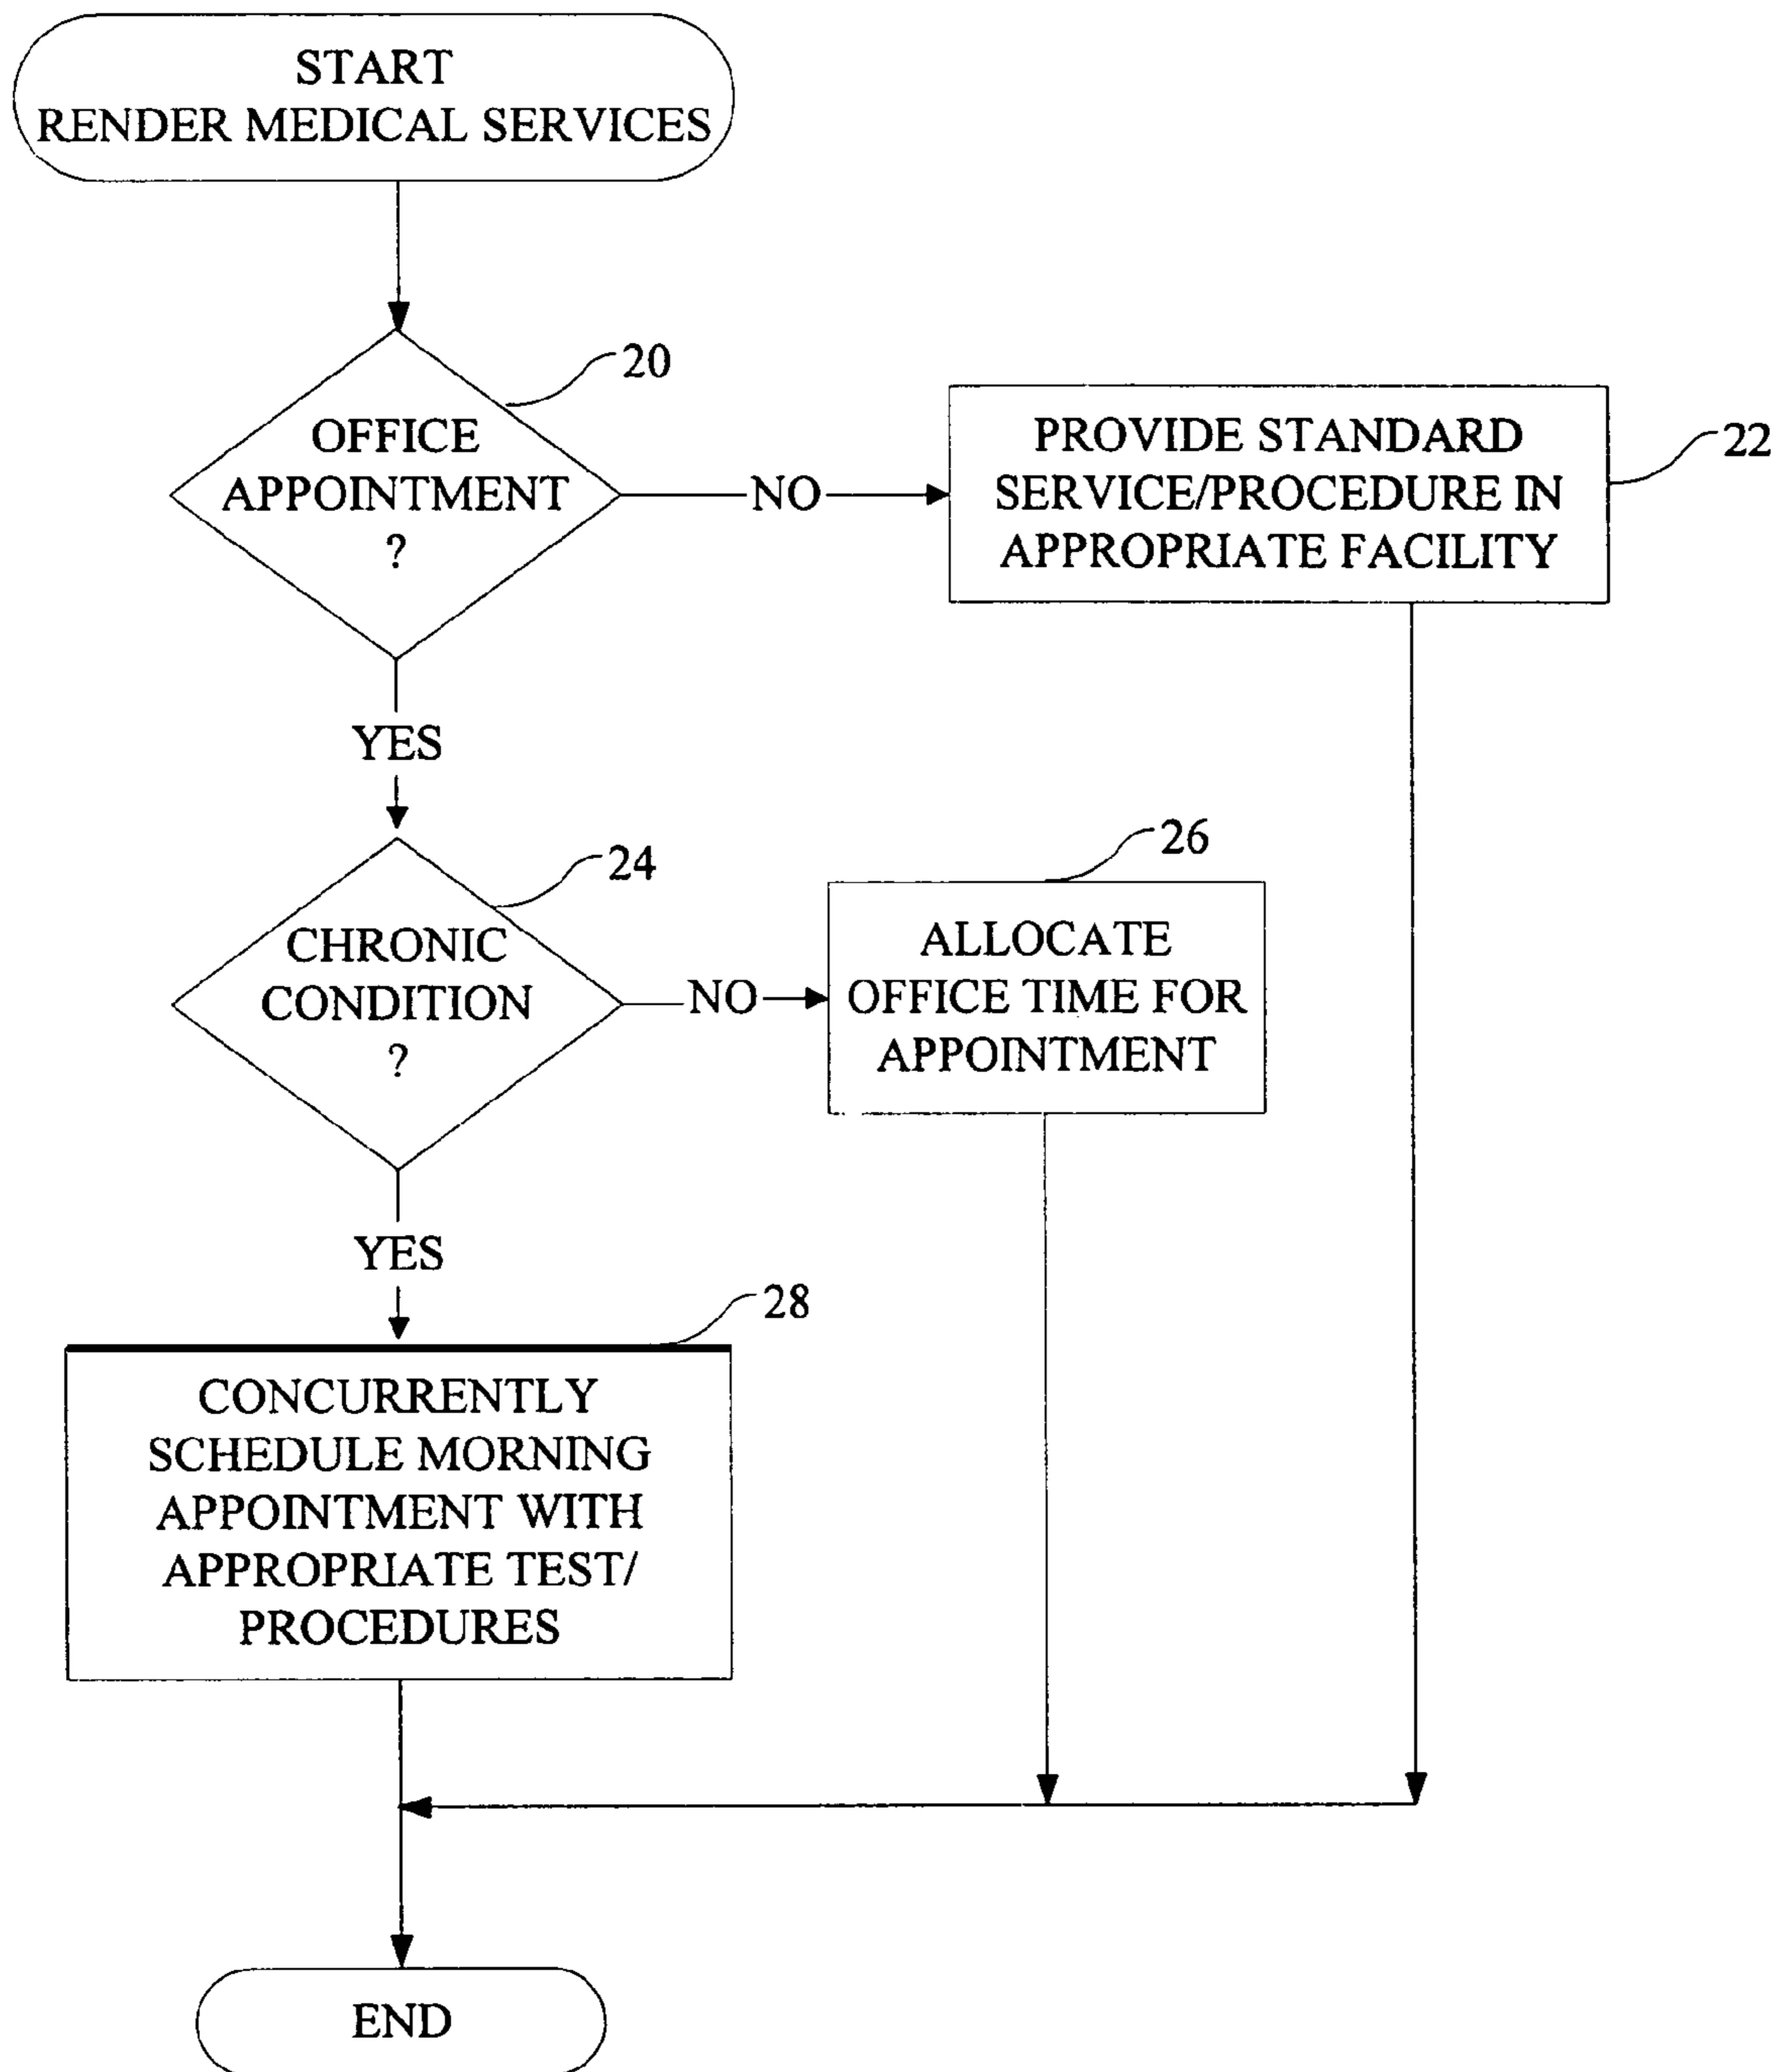 START
RENDER MEDICAL SERVICES
20
OFFICE
APPOINTMENT
?
NO
PROVIDE STANDARD
SERVICE/PROCEDURE IN
APPROPRIATE FACILITY
22
YES
24
CHRONIC
CONDITION
?
NO
26
ALLOCATE
OFFICE TIME FOR
APPOINTMENT
YES
28
CONCURRENTLY
SCHEDULE MORNING
APPOINTMENT WITH
APPROPRIATE TEST/
PROCEDURES
END